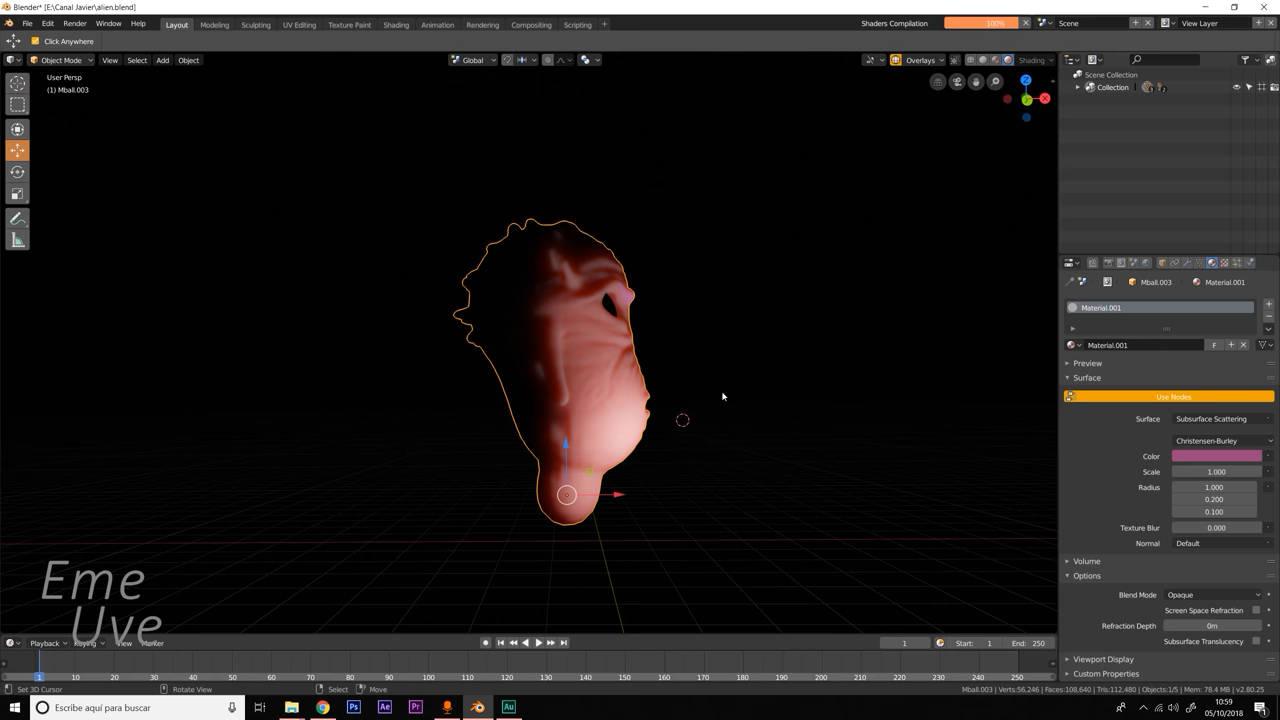 Blender* [E:\Canal Javier\alien.blend]
File Edit Render Window Help Layout Modeling Sculpting UV Editing Texture Paint Shading Animation Rendering Compositing Scripting + Shaders Compilation 100% Scene View Layer
Click Anywhere
Object Mode View Select Add Object Global Overlays Shading
User Persp
(1) Mball.003
Z
Y
X
Scene Collection
Collection
Mball.003 Material.001
Material.001
Material.001 F
Preview
Surface
Use Nodes
Surface Subsurface Scattering
Christensen-Burley
Color
Scale 1.000
Radius 1.000
0.200
0.100
Texture Blur 0.000
Normal Default
Volume
Options
Blend Mode Opaque
Screen Space Refraction
Refraction Depth 0m
Subsurface Translucency
Viewport Display
Custom Properties
Eme
Uve
Playback Keying View Marker 1 Start: 1 End: 250
1 10 20 30 40 50 60 70 80 90 100 110 120 130 140 150 160 170 180 190 200 210 220 230 240 250
Set 3D Cursor Rotate View Select Move Mball.003 | Verts:56,246 | Faces:108,640 | Tris:112,480 | Objects:1/5 | Mem: 78.4 MB | v2.80.25
Escribe aquí para buscar Ps Ae Pr Au 10:59
05/10/2018